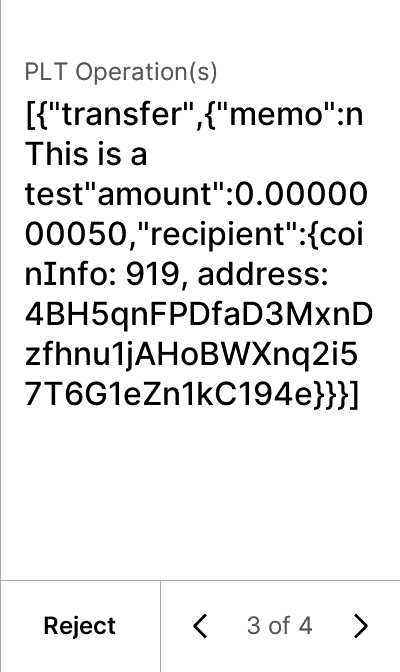 PLT Operation(s)
[{"transfer",{"memo":n
This is a
test"amount":0.00000
00050,"recipient":{coi
nInfo: 919, address:
4BH5qnFPDfaD3MxnD
zfhnu1jAHoBWXnq2i5
7T6G1eZn1kC194e}}}]
Reject
3 of 4